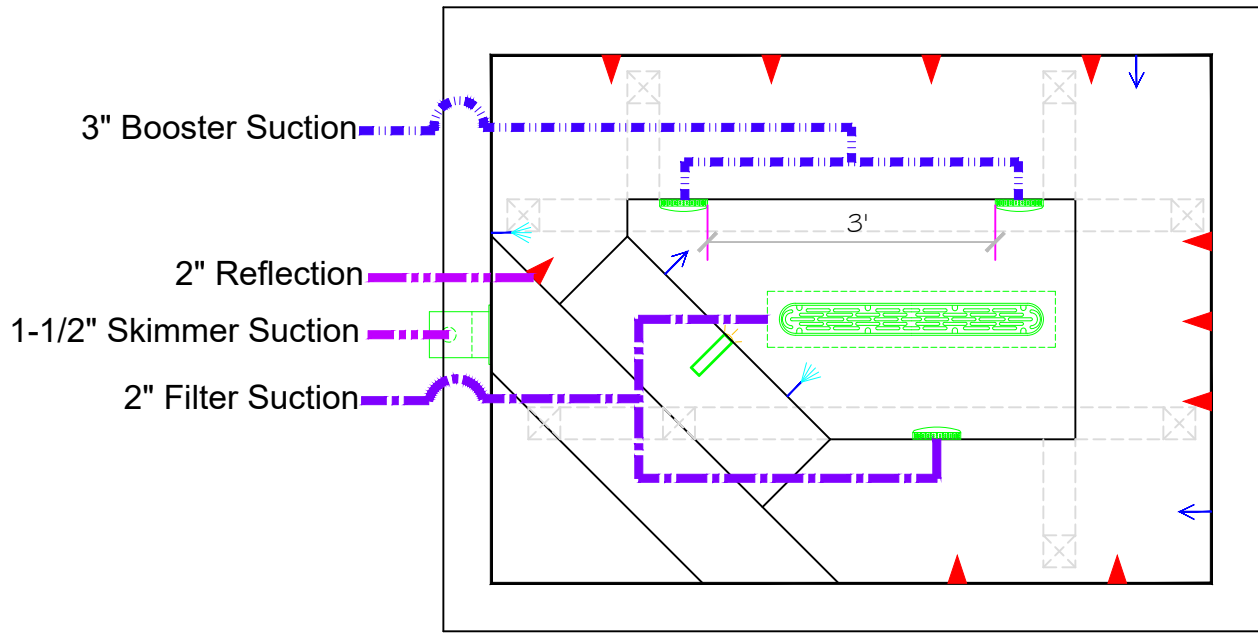 3" Booster Suction
3'
2" Reflection
1-1/2" Skimmer Suction
2" Filter Suction